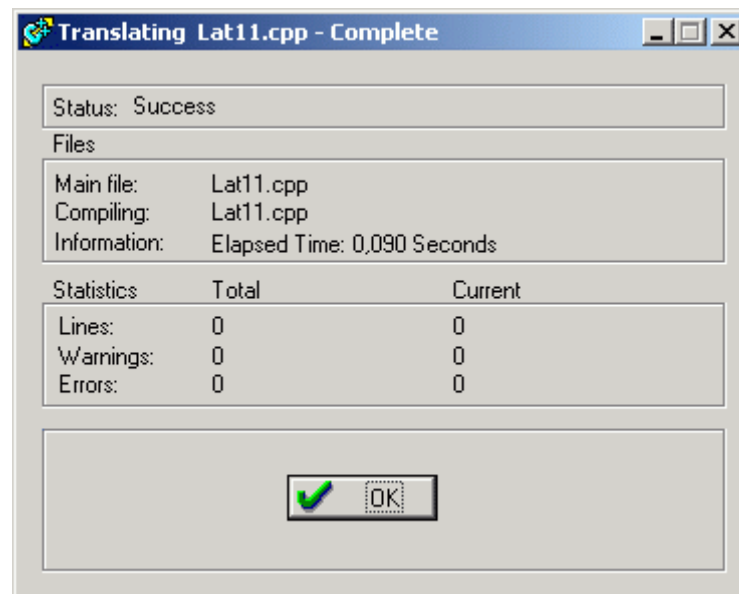 Translating Lat11.cpp - Complete
Status: Success
Files
Main file: Lat11.cpp
Compiling: Lat11.cpp
Information: Elapsed Time: 0,090 Seconds
Statistics Total Current
Lines: 0 0
Warnings: 0 0
Errors: 0 0
OK